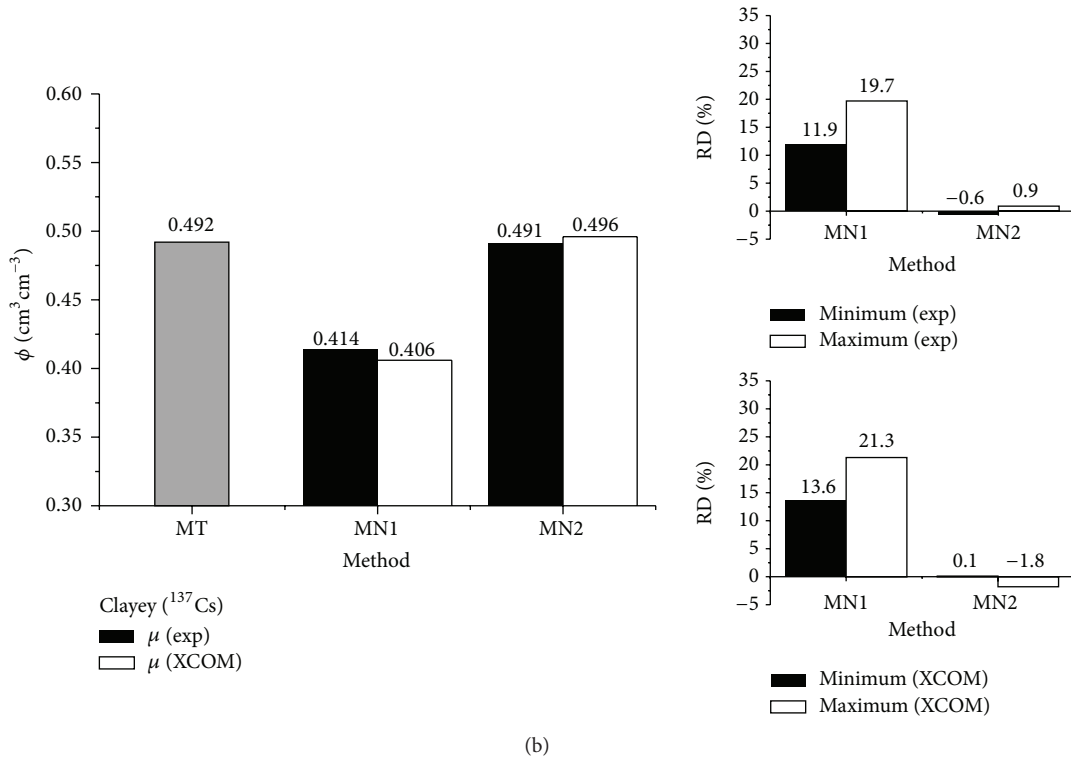 0.60
0.55
0.50
0.45
0.40
0.35
0.30
ϕ (cm³cm⁻³)
0.492
0.414
0.406
0.491
0.496
MT
MN1
MN2
Method
Clayey (¹³⁷Cs)
μ (exp)
μ (XCOM)
35
30
25
20
15
10
5
0
−5
RD (%)
11.9
19.7
−0.6
0.9
MN1
MN2
Method
Minimum (exp)
Maximum (exp)
35
30
25
20
15
10
5
0
−5
RD (%)
13.6
21.3
0.1
−1.8
MN1
MN2
Method
Minimum (XCOM)
Maximum (XCOM)
(b)